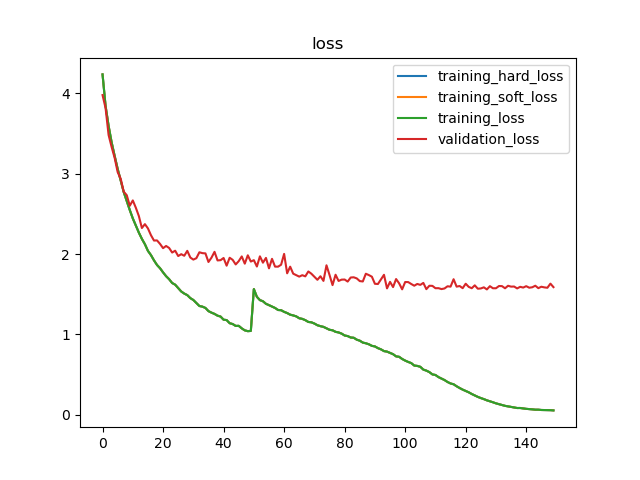 loss
training_hard_loss
training_soft_loss
training_loss
validation_loss
4
3
2
1
0
0 20 40 60 80 100 120 140